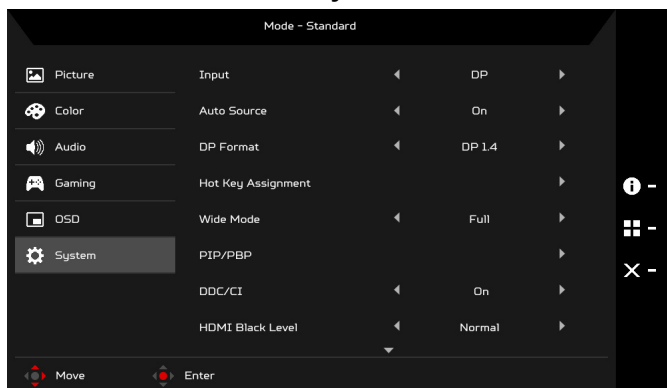 Mode - Standard
Picture
Input DP
Color
Auto Source On
Audio
DP Format DP 1.4
Gaming
Hot Key Assignment
OSD
Wide Mode Full
System
PIP/PBP
DDC/CI On
HDMI Black Level Normal
Move Enter